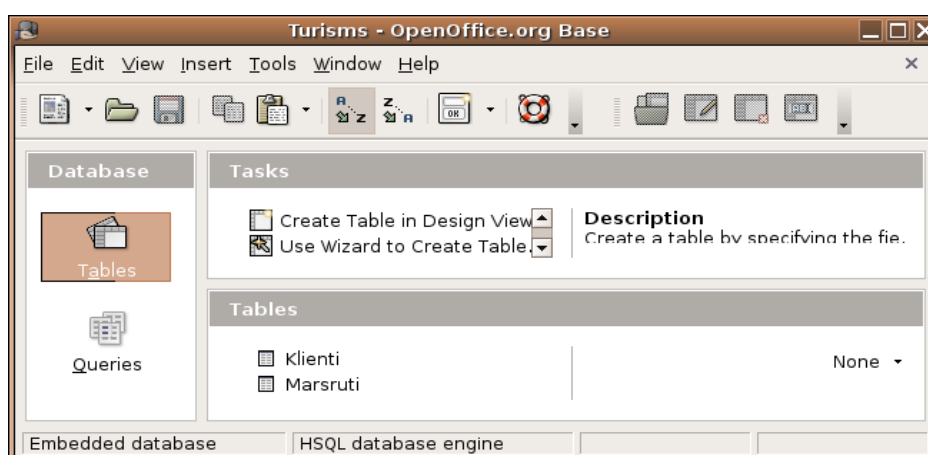 Turisms - OpenOffice.org Base
File Edit View Insert Tools Window Help
Database
Tables
Queries
Tasks
Create Table in Design View
Use Wizard to Create Table.
Description
Create a table by specifying the fie.
Tables
Klienti
Marsruti
None
Embedded database
HSQL database engine